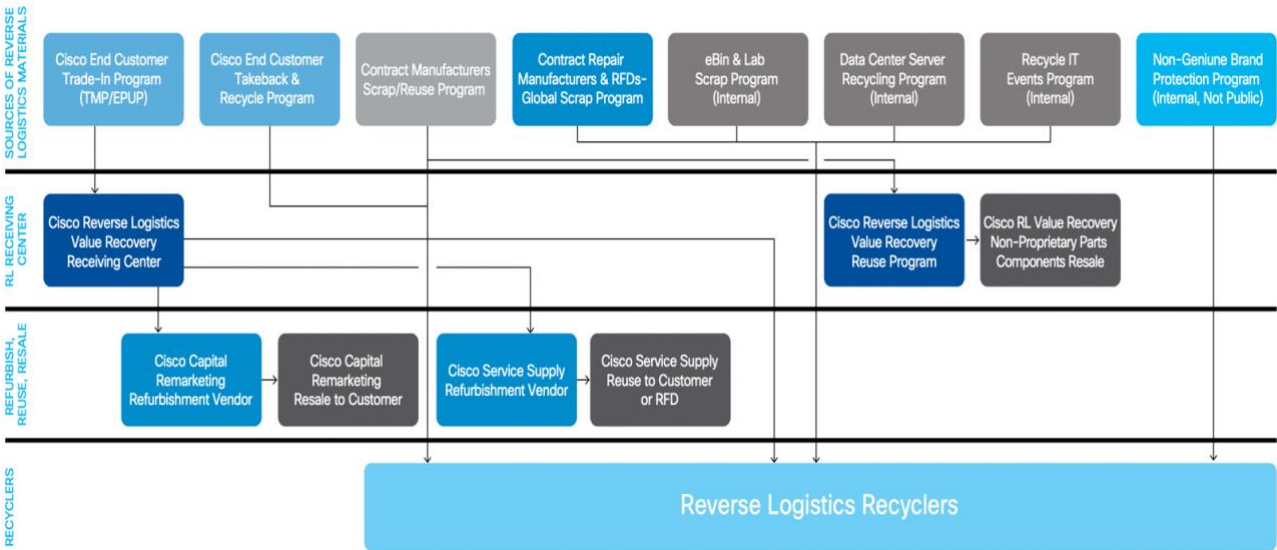 SOURCES OF REVERSE
LOGISTICS MATERIALS
Cisco End Customer
Trade-In Program
(TMP/EPUP)
Cisco End Customer
Takeback &
Recycle Program
Contract Manufacturers
Scrap/Reuse Program
Contract Repair
Manufacturers & RFDs-
Global Scrap Program
eBin & Lab
Scrap Program
(Internal)
Data Center Server
Recycling Program
(Internal)
Recycle IT
Events Program
(Internal)
Non-Geniune Brand
Protection Program
(Internal, Not Public)
RL RECEIVING
CENTER
Cisco Reverse Logistics
Value Recovery
Receiving Center
Cisco Reverse Logistics
Value Recovery
Reuse Program
Cisco RL Value Recovery
Non-Proprietary Parts
Components Resale
REFURBISH,
REUSE, RESALE
Cisco Capital
Remarketing
Refurbishment Vendor
Cisco Capital
Remarketing
Resale to Customer
Cisco Service Supply
Refurbishment Vendor
Cisco Service Supply
Reuse to Customer
or RFD
RECYCLERS
Reverse Logistics Recyclers